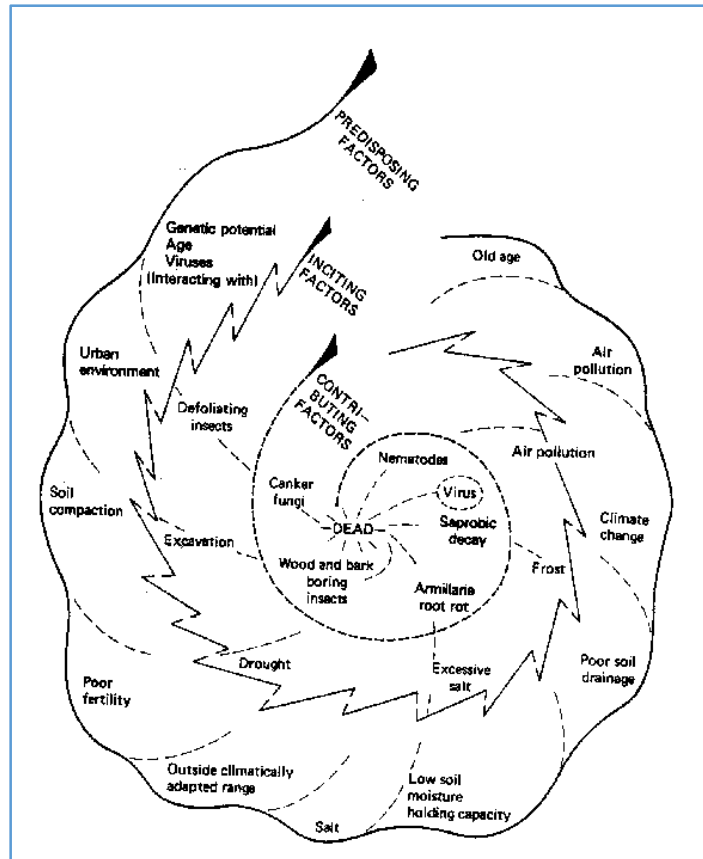 PREDISPOSING
FACTORS
Genetic potential
Age
Viruses
(Interacting with)
INCITING
FACTORS
Old age
Urban
environment
CONTRI-
BUTING
FACTORS
Air
pollution
Defoliating
insects
Nematodes
Air pollution
Canker
fungi
Virus
Soil
compaction
Excavation
DEAD
Saprobic
decay
Climate
change
Wood and bark
boring
insects
Armillaria
root rot
Frost
Drought
Excessive
salt
Poor soil
drainage
Poor
fertility
Outside climatically
adapted range
Low soil
moisture
holding capacity
Salt